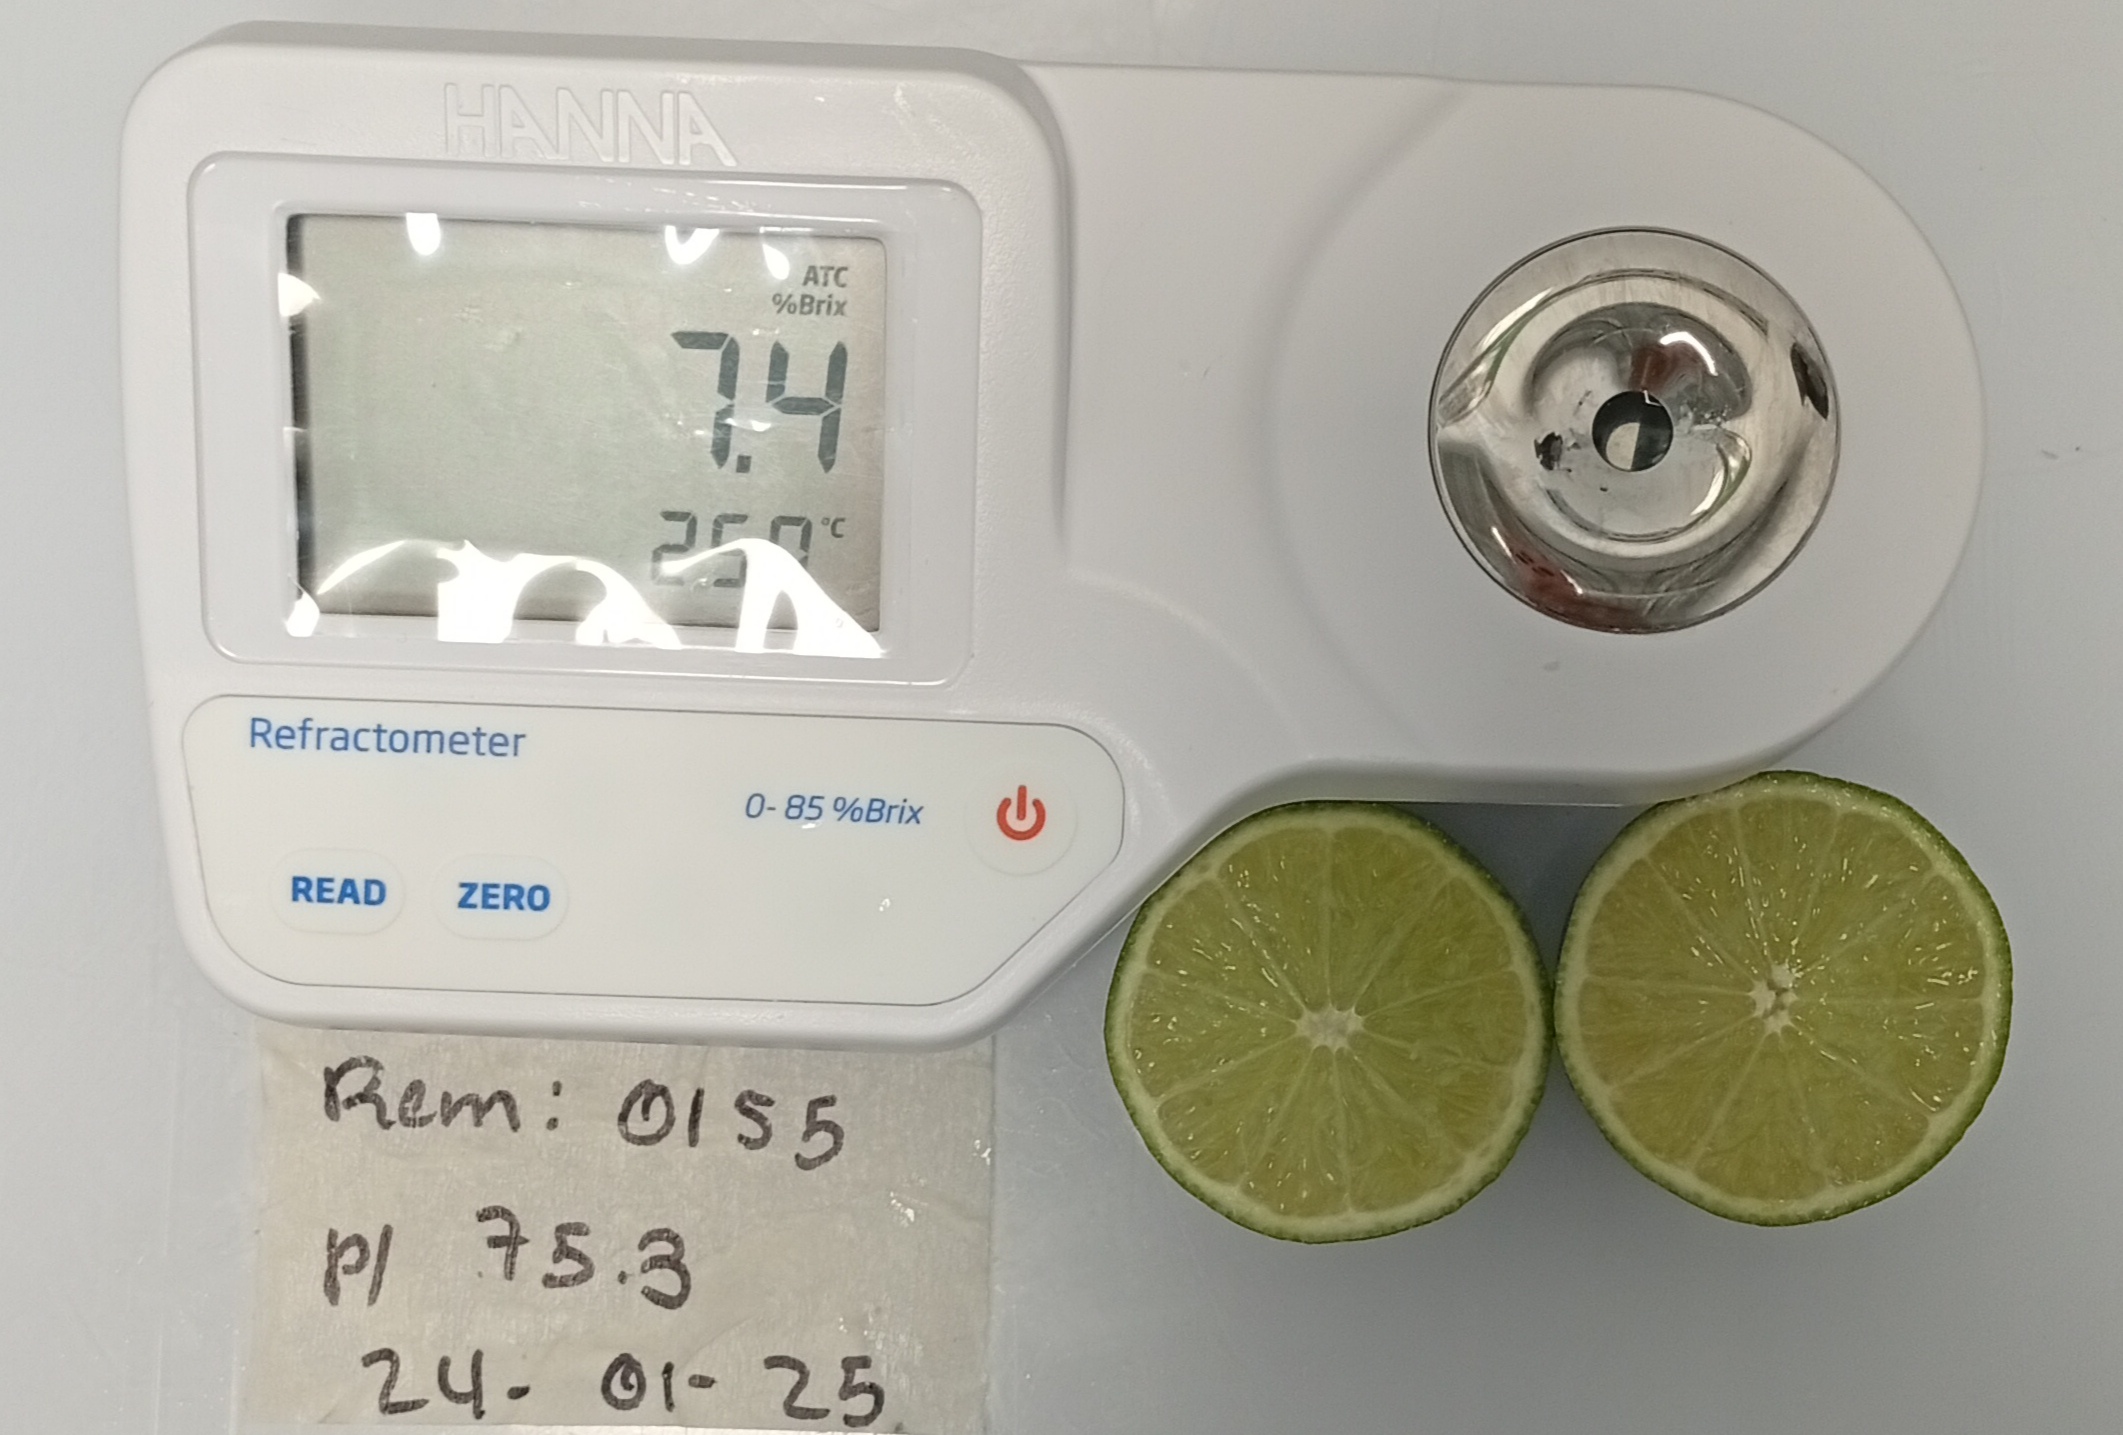 HANNA
ATC
%Brix
7.4
°C
Refractometer
0-85 %Brix
READ
ZERO
Rem: 0155
P/ 75.3
24-01-25